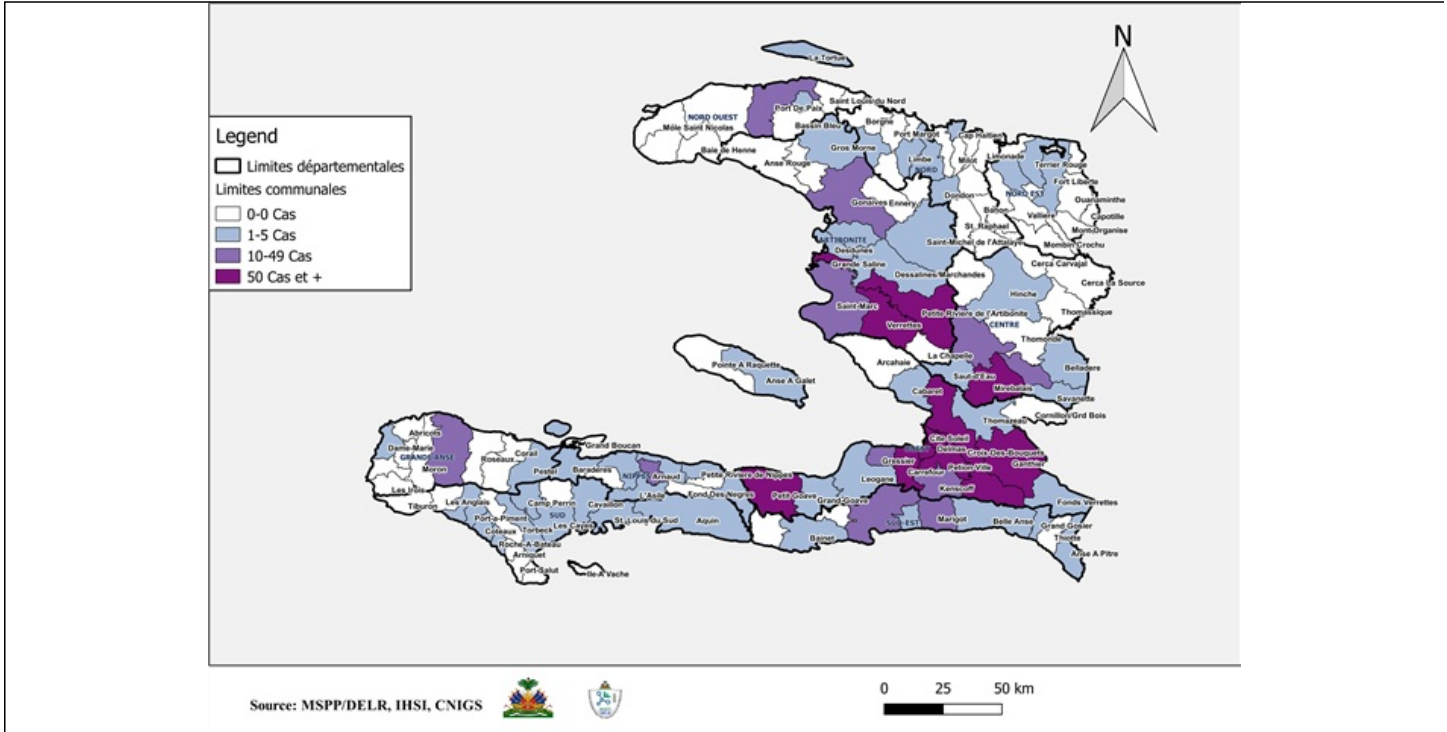 N
Legend
Limites départementales
Limites communales
0-0 Cas
1-5 Cas
10-49 Cas
50 Cas et +
La Tortue
Saint Louis du Nord
Port De Paix
NORD OUEST
Borgne
Môle Saint Nicolas
Bassin Bleu
Port Margot
Cap Haïtien
Baie de Henne
Gros Morne
Limonade
Anse Rouge
Limbe
Milot
Terrier Rouge
NORD
Fort Liberte
NORD EST
Dondon
Ouanaminthe
Gonaives
Ennery
Bahon
Valliere
Capotille
St. Raphael
Mont-Organise
ARTIBONITE
Saint-Michel de l'Attalaye
Mombin Crochu
Desdunes
Grande Saline
Cerca Carvajal
Dessalines/Marchandes
Cerca La Source
Hinche
Saint-Marc
Petite Rivière de l'Artibonite
Thomassique
Verrettes
CENTRE
Thomonde
La Chapelle
Arcahaie
Pointe A Raquette
Belladere
Saut-d'Eau
Anse A Galet
Cabaret
Mirebalais
Savanette
Cornillon/Grd Bois
Thomazeau
Abricots
Cite Soleil
Grand Boucan
Dame-Marie
Corail
Delmas
Croix-Des-Bouquets
GRANDE ANSE
Roseaux
Gressier
Ganthier
Moron
Pestel
Baradères
NIPPES
Arnaud
Petite Riviere de Nippes
Carrefour
Petion-Ville
Leogane
Kenscoff
Les Irois
L'Asile
Fond Des Negres
Petit Goave
Grand Goave
Fonds Verrettes
Tiburon
Les Anglais
Camp Perrin
Cavaillon
Port-a-Piment
SUD
St. Louis du Sud
Aquin
SUD-EST
Marigot
Belle Anse
Grand Gosier
Coteaux
Torbeck
Les Cayes
Bainet
Thiotte
Roche-A-Bateau
Arniquet
Anse A Pitre
Port-Salut
Ile-A Vache
Source: MSPP/DELR, IHSI, CNIGS
0 25 50 km